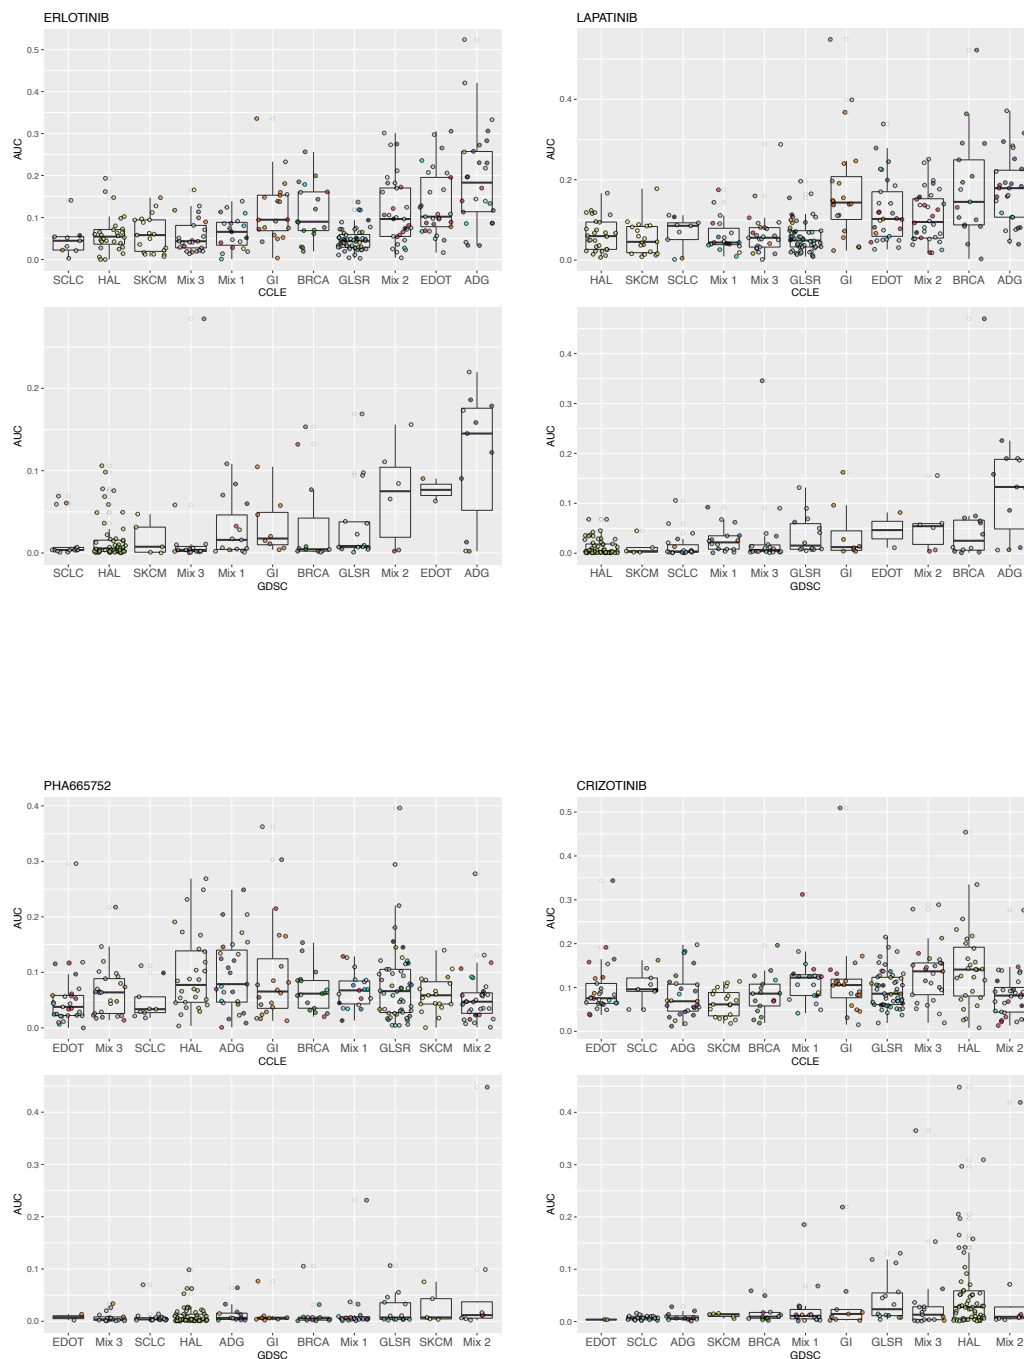 ERLOTINIB
LAPATINIB
AUC
0.5
0.4
0.3
0.2
0.1
0.0
SCLC HAL SKCM Mix 3 Mix 1 GI BRCA GLSR Mix 2 EDOT ADG
CCLE
AUC
0.4
0.2
0.0
HAL SKCM SCLC Mix 1 Mix 3 GLSR GI EDOT Mix 2 BRCA ADG
CCLE
AUC
0.2
0.1
0.0
SCLC HAL SKCM Mix 3 Mix 1 GI BRCA GLSR Mix 2 EDOT ADG
GDSC
AUC
0.4
0.3
0.2
0.1
0.0
HAL SKCM SCLC Mix 1 Mix 3 GLSR GI EDOT Mix 2 BRCA ADG
GDSC
PHA665752
CRIZOTINIB
AUC
0.4
0.3
0.2
0.1
0.0
EDOT Mix 3 SCLC HAL ADG GI BRCA Mix 1 GLSR SKCM Mix 2
CCLE
AUC
0.5
0.4
0.3
0.2
0.1
0.0
EDOT SCLC ADG SKCM BRCA Mix 1 GI GLSR Mix 3 HAL Mix 2
CCLE
AUC
0.4
0.3
0.2
0.1
0.0
EDOT Mix 3 SCLC HAL ADG GI BRCA Mix 1 GLSR SKCM Mix 2
GDSC
AUC
0.4
0.3
0.2
0.1
0.0
EDOT SCLC ADG SKCM BRCA Mix 1 GI GLSR Mix 3 HAL Mix 2
GDSC